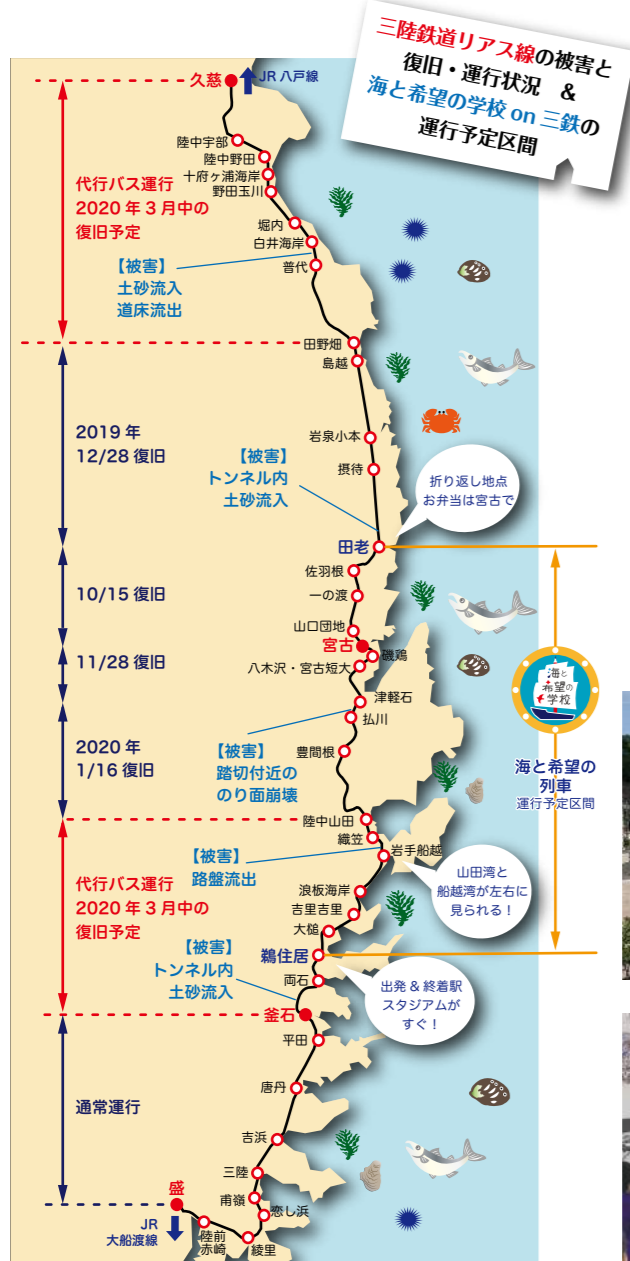 三陸鉄道リアス線の被害と
復旧・運行状況 &
海と希望の学校 on 三鉄の
運行予定区間
久慈
JR 八戸線
陸中宇部
陸中野田
十府ヶ浦海岸
野田玉川
代行バス運行
2020 年 3 月中の
復旧予定
堀内
白井海岸
普代
【被害】
土砂流入
道床流出
田野畑
島越
2019 年
12/28 復旧
岩泉小本
摂待
【被害】
トンネル内
土砂流入
折り返し地点
お弁当は宮古で
田老
佐羽根
一の渡
10/15 復旧
山口団地
宮古
磯鶏
11/28 復旧
八木沢・宮古短大
海と
希望の
学校
津軽石
払川
2020 年
1/16 復旧
【被害】
踏切付近の
のり面崩壊
豊間根
海と希望の
列車
運行予定区間
陸中山田
織笠
岩手船越
【被害】
路盤流出
山田湾と
船越湾が左右に
見られる！
代行バス運行
2020 年 3 月中の
復旧予定
浪板海岸
吉里吉里
大槌
鵜住居
【被害】
トンネル内
土砂流入
両石
出発 & 終着駅
スタジアムが
すぐ！
釜石
平田
唐丹
通常運行
吉浜
三陸
甫嶺
恋し浜
盛
JR
大船渡線
陸前
赤崎
綾里